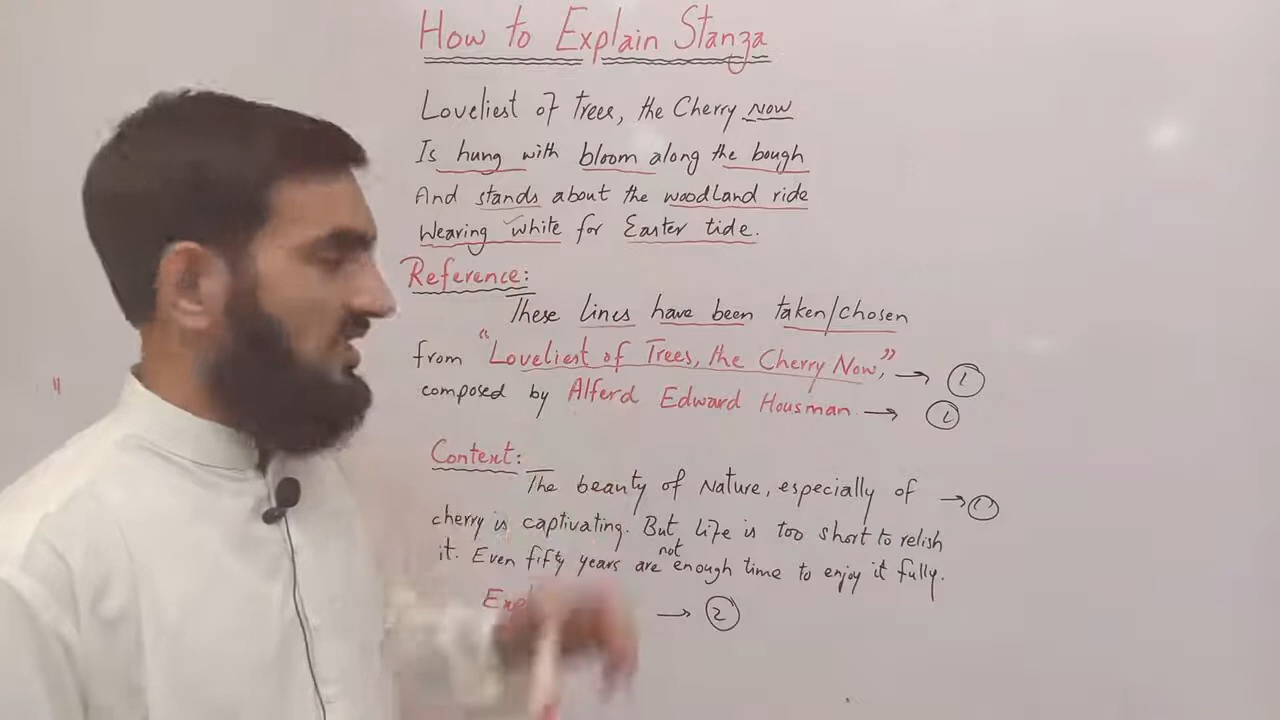 How to Explain Stanza
Loveliest of Trees, the Cherry Now
Is hung with bloom along the bough
And stands about the woodland ride
Wearing white for Easter tide.
Reference:
These lines have been taken/chosen
from "Loveliest of Trees, the Cherry Now," → 1
composed by Alferd Edward Housman → 1
Context:
The beauty of Nature, especially of →
cherry is captivating. But life is too short to relish
it. Even fifty years are not enough time to enjoy it fully.
→ 2